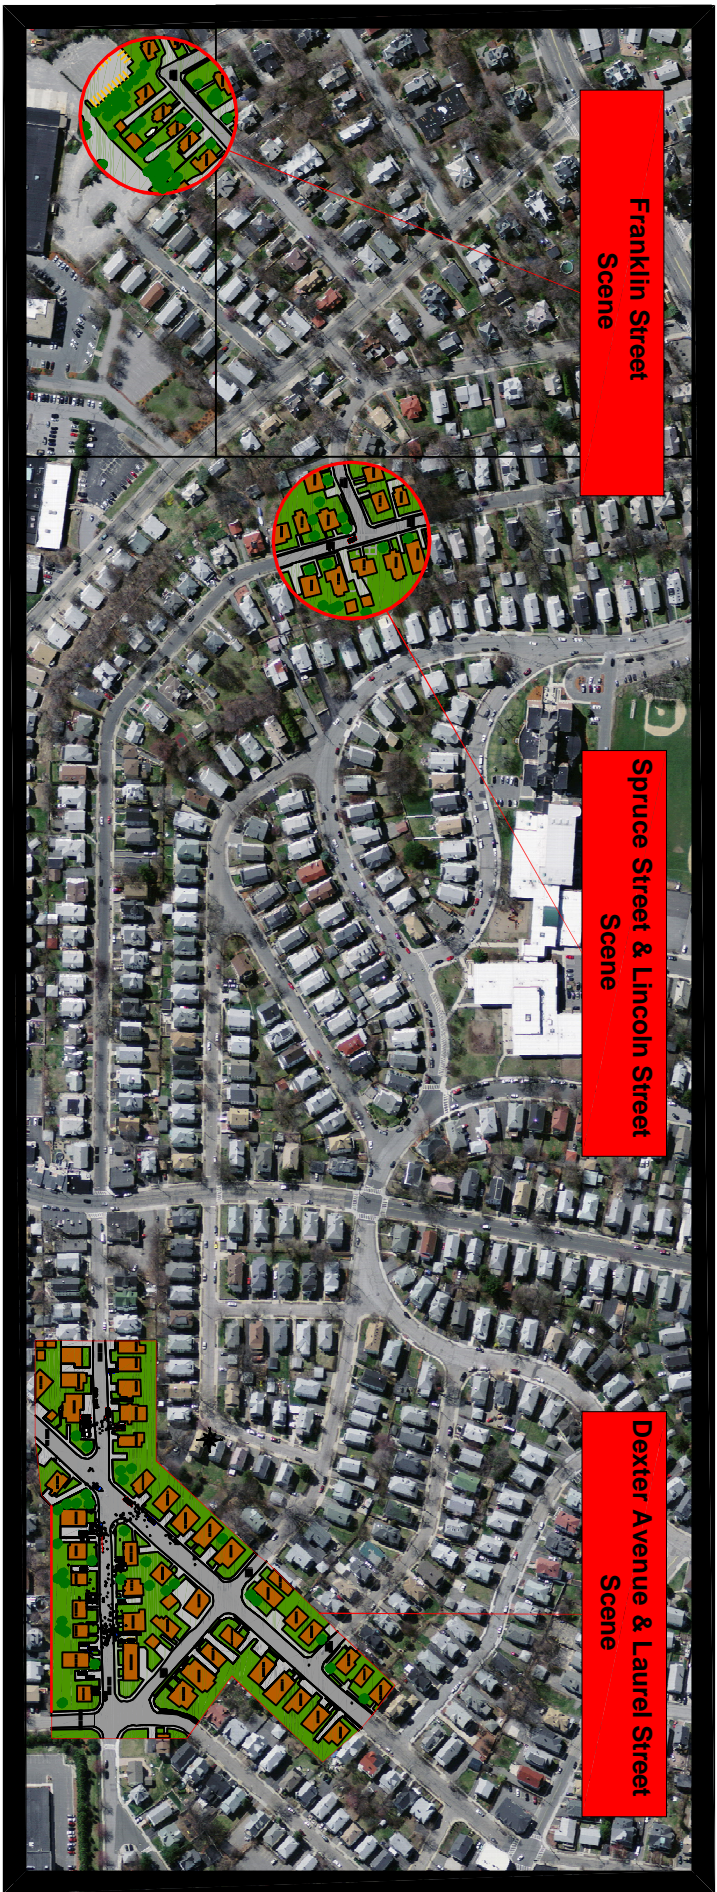 Franklin Street
Scene
Spruce Street & Lincoln Street
Scene
Dexter Avenue & Laurel Street
Scene